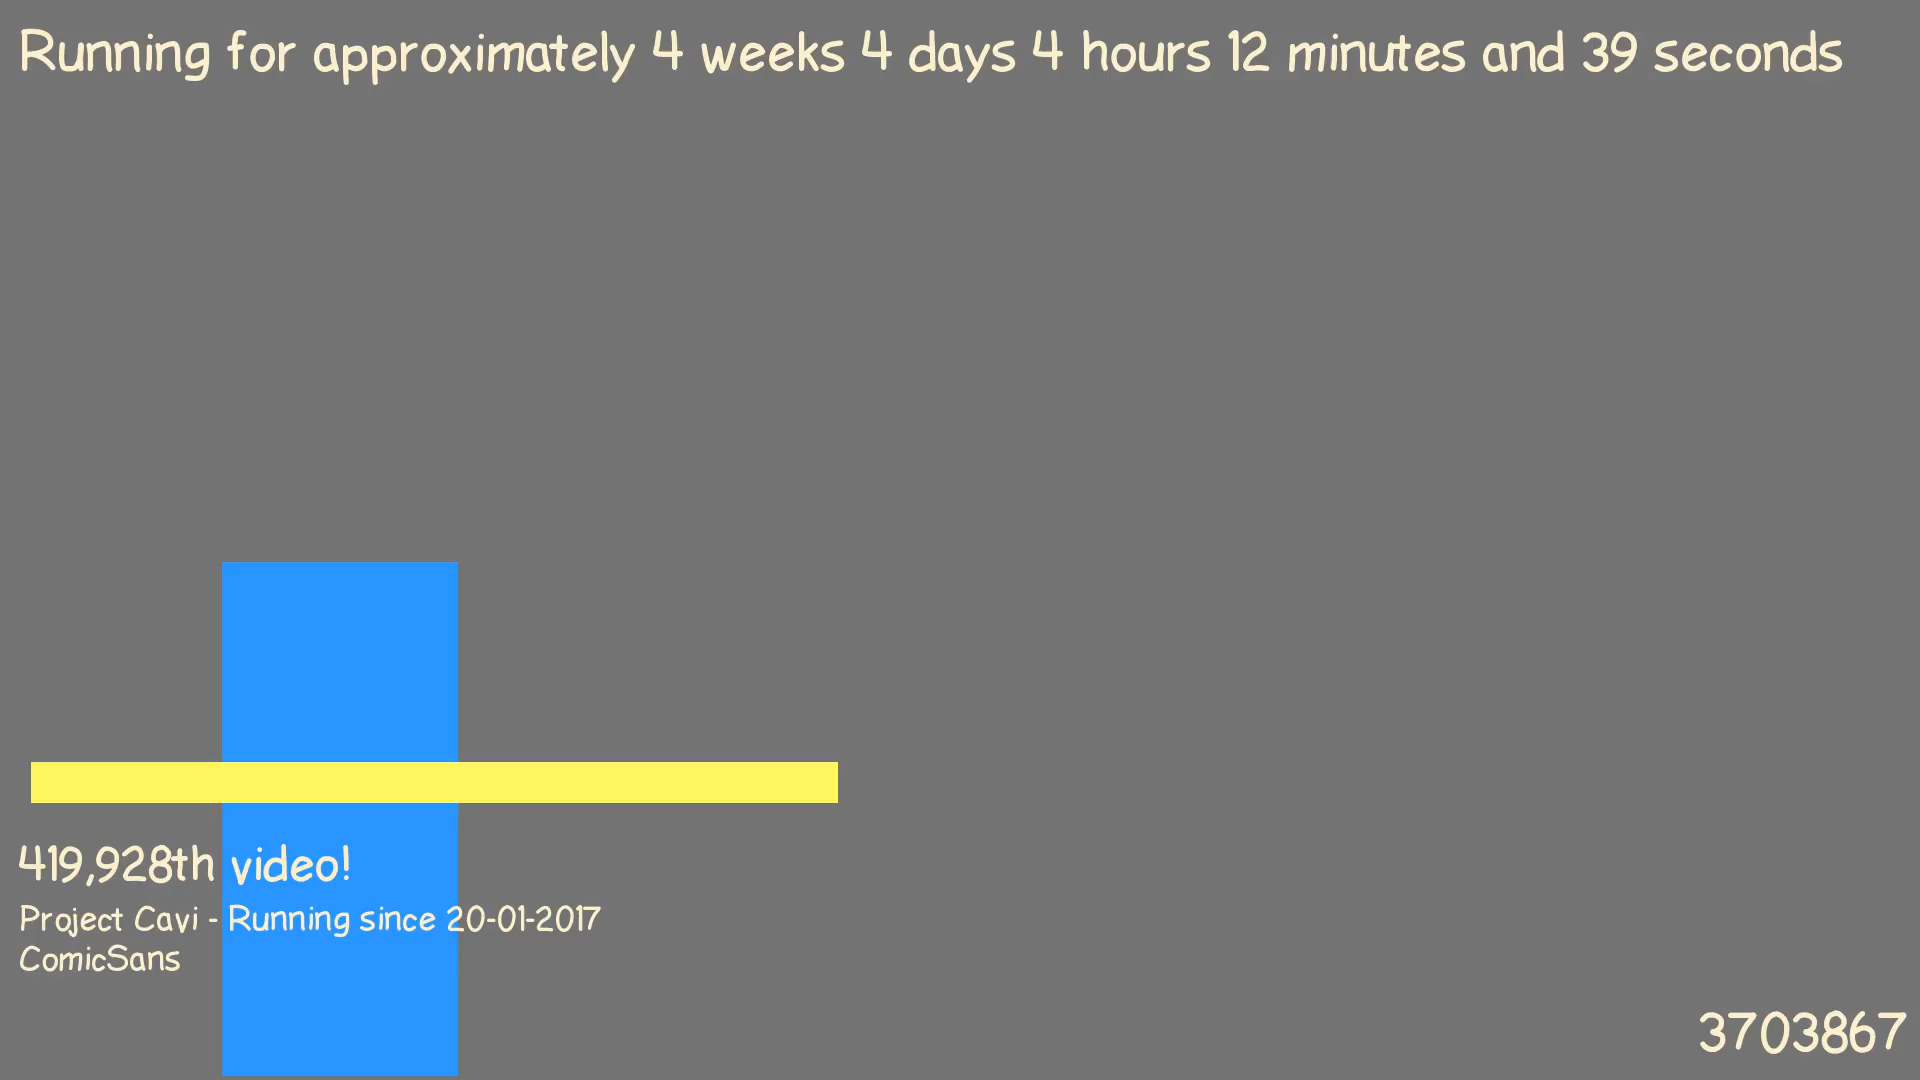 Running for approximately 4 weeks 4 days 4 hours 12 minutes and 39 seconds
419,928th video!
Project Cavi - Running since 20-01-2017
ComicSans
3703867